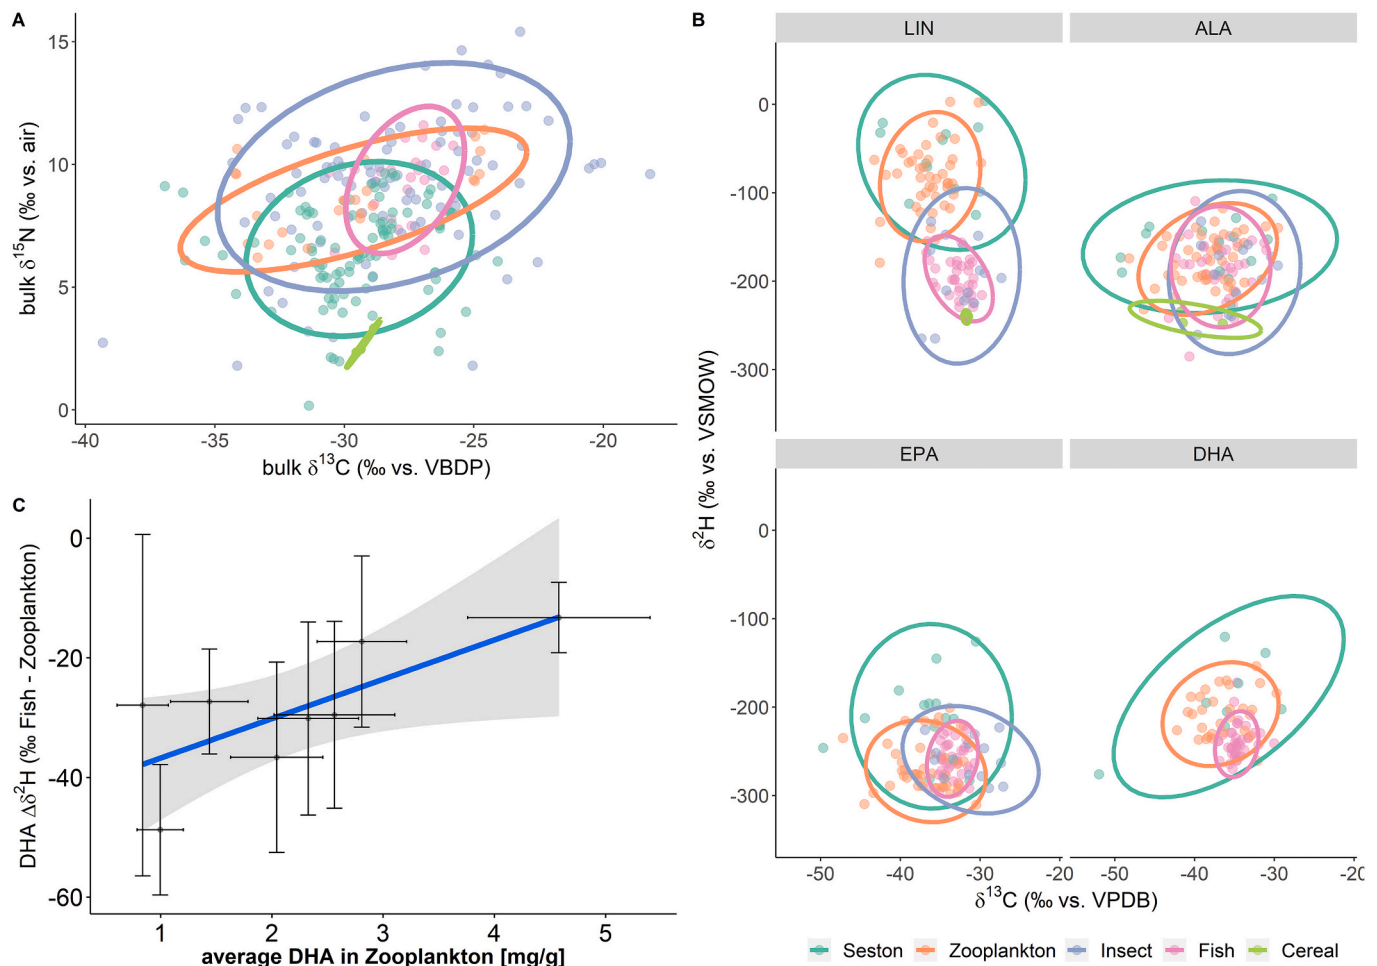 A
15
10
5
0
bulk δ15N (‰ vs. air)
-40 -35 -30 -25 -20
bulk δ13C (‰ vs. VBDP)
B
LIN ALA
0
-100
-200
-300
EPA DHA
0
-100
-200
-300
δ2H (‰ vs. VSMOW)
-50 -40 -30 -20 -50 -40 -30 -20
δ13C (‰ vs. VPDB)
Seston Zooplankton Insect Fish Cereal
C
0
-20
-40
-60
DHA Δδ2H (‰ Fish - Zooplankton)
1 2 3 4 5
average DHA in Zooplankton [mg/g]